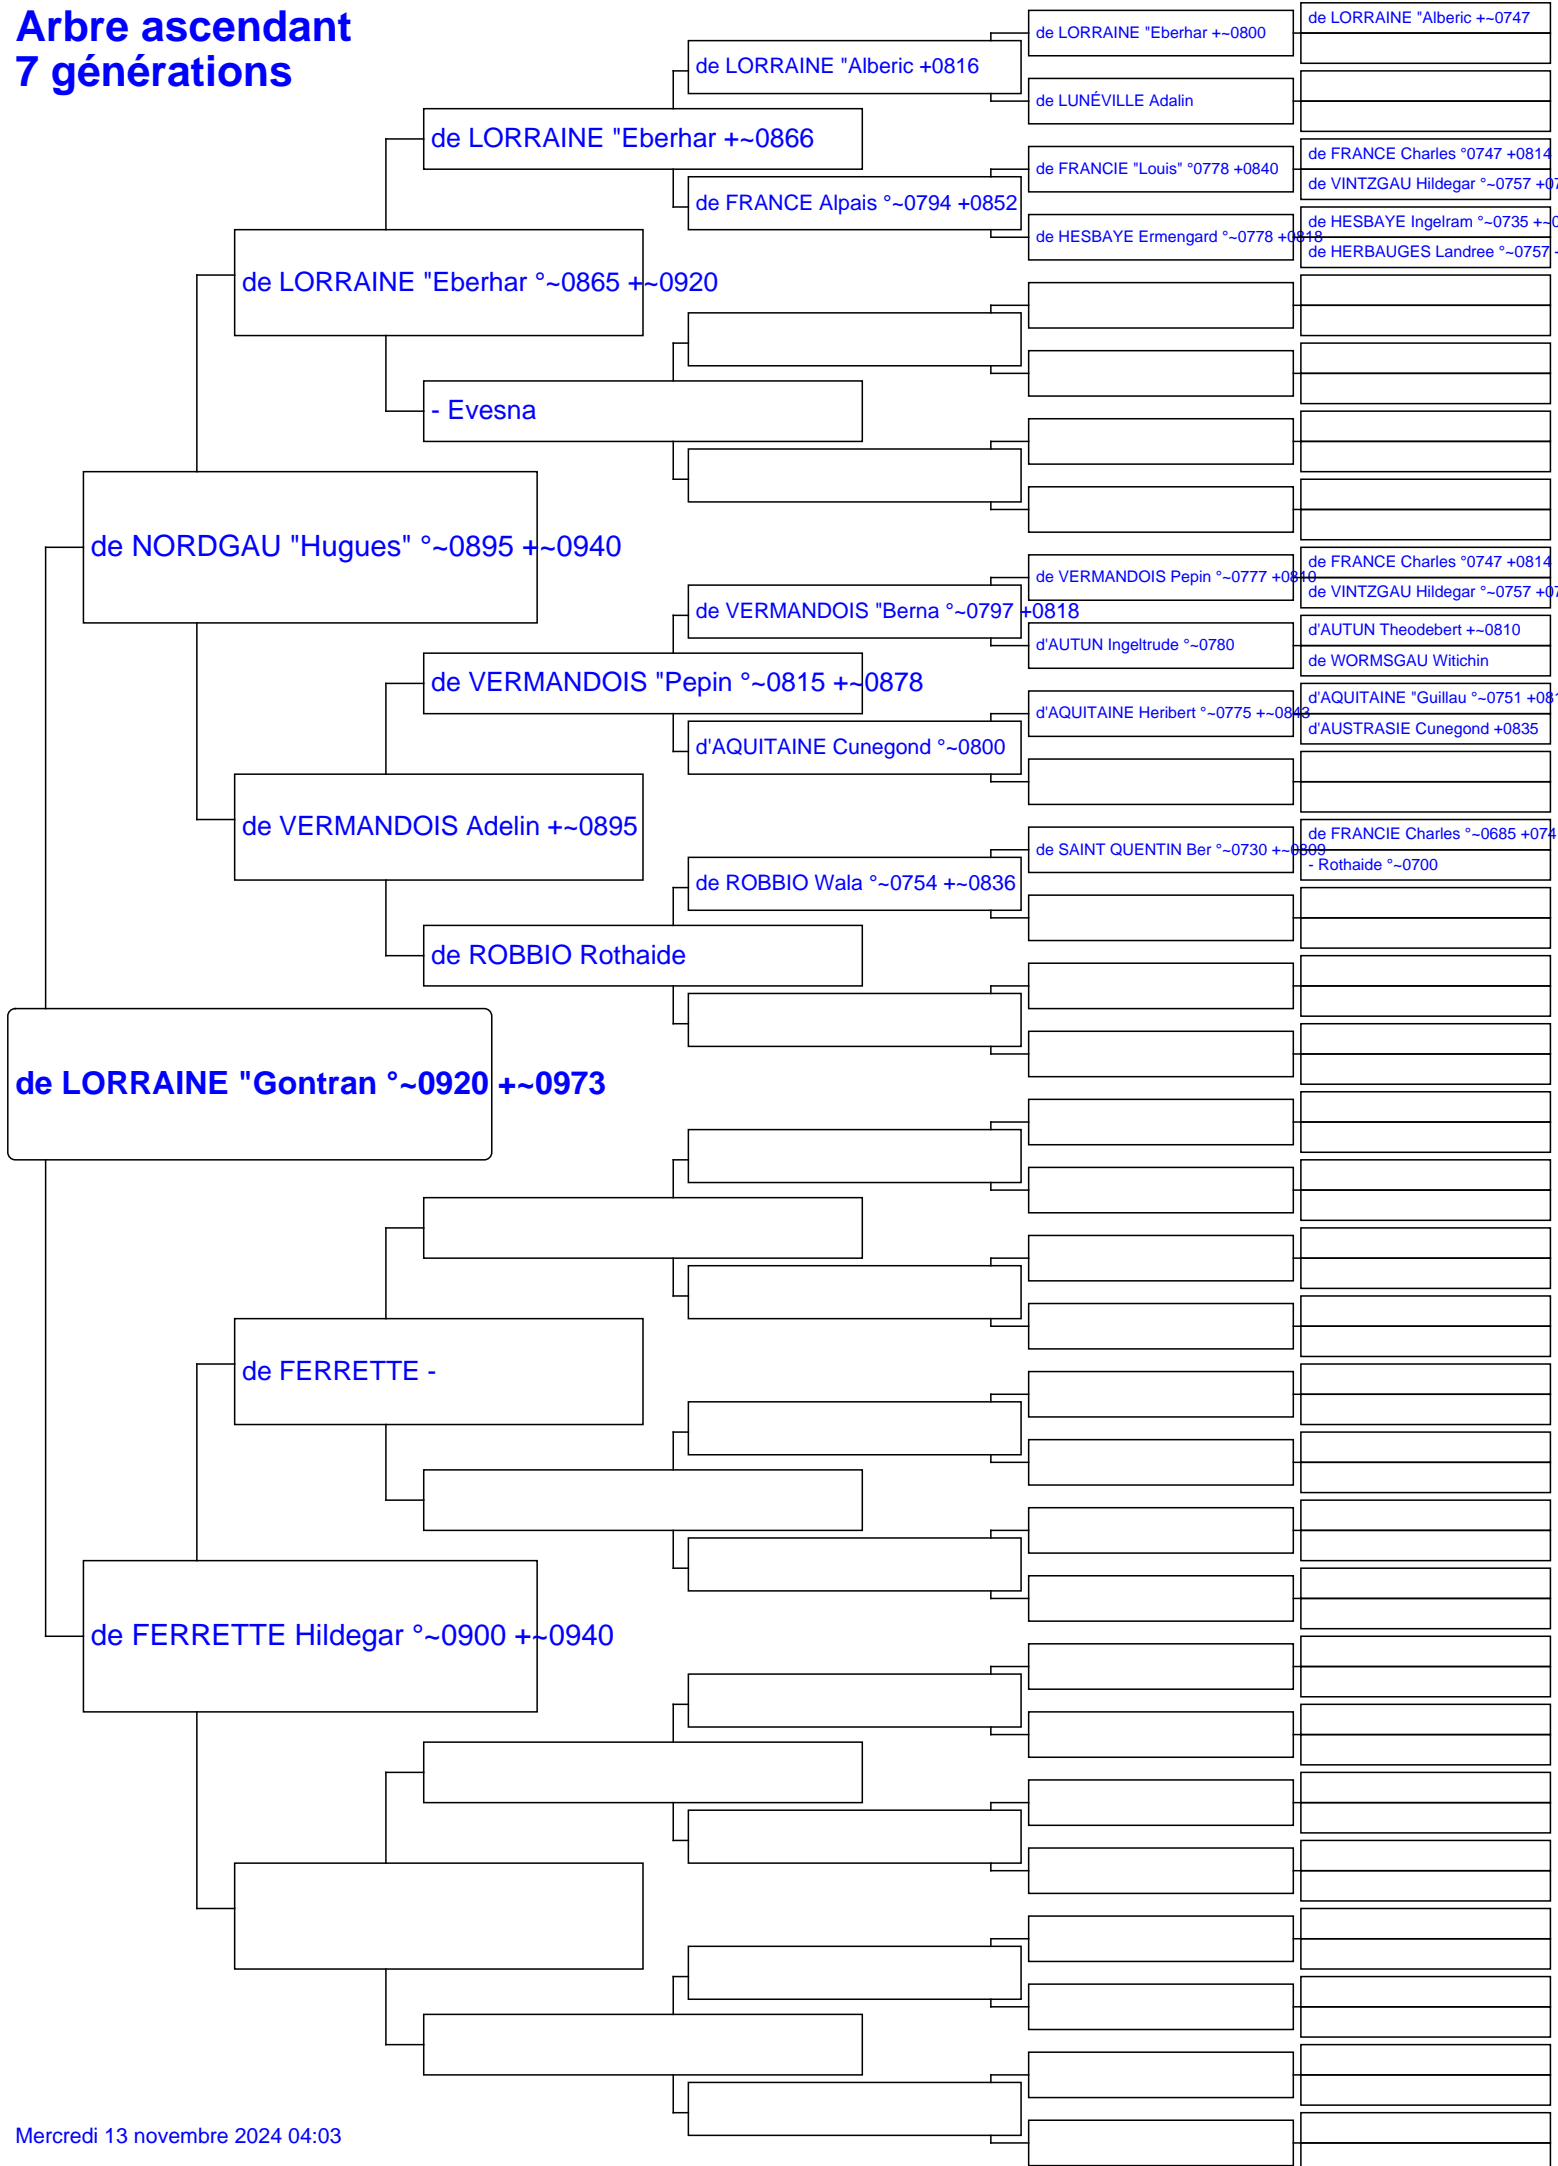 Arbre ascendant
7 générations
de LORRAINE "Alberic +~0747
de LORRAINE "Eberhar +~0800
de LORRAINE "Alberic +0816
de LUNÉVILLE Adalin
de LORRAINE "Eberhar +~0866
de FRANCE Charles °0747 +0814
de FRANCIE "Louis" °0778 +0840
de VINTZGAU Hildegar °~0757 +07
de FRANCE Alpais °~0794 +0852
de HESBAYE Ingelram °~0735 +~0
de HESBAYE Ermengard °~0778 +0818
de HERBAUGES Landree °~0757 +
de LORRAINE "Eberhar °~0865 +~0920
- Evesna
de NORDGAU "Hugues" °~0895 +~0940
de FRANCE Charles °0747 +0814
de VERMANDOIS Pepin °~0777 +0810
de VINTZGAU Hildegar °~0757 +07
de VERMANDOIS "Berna °~0797 +0818
d'AUTUN Theodebert +~0810
d'AUTUN Ingeltrude °~0780
de WORMSGAU Witichin
de VERMANDOIS "Pepin °~0815 +~0878
d'AQUITAINE "Guillau °~0751 +081
d'AQUITAINE Heribert °~0775 +~0843
d'AUSTRASIE Cunegond +0835
d'AQUITAINE Cunegond °~0800
de VERMANDOIS Adelin +~0895
de FRANCIE Charles °~0685 +074
de SAINT QUENTIN Ber °~0730 +~0809
- Rothaide °~0700
de ROBBIO Wala °~0754 +~0836
de ROBBIO Rothaide
de LORRAINE "Gontran °~0920 +~0973
de FERRETTE -
de FERRETTE Hildegar °~0900 +~0940
Mercredi 13 novembre 2024 04:03